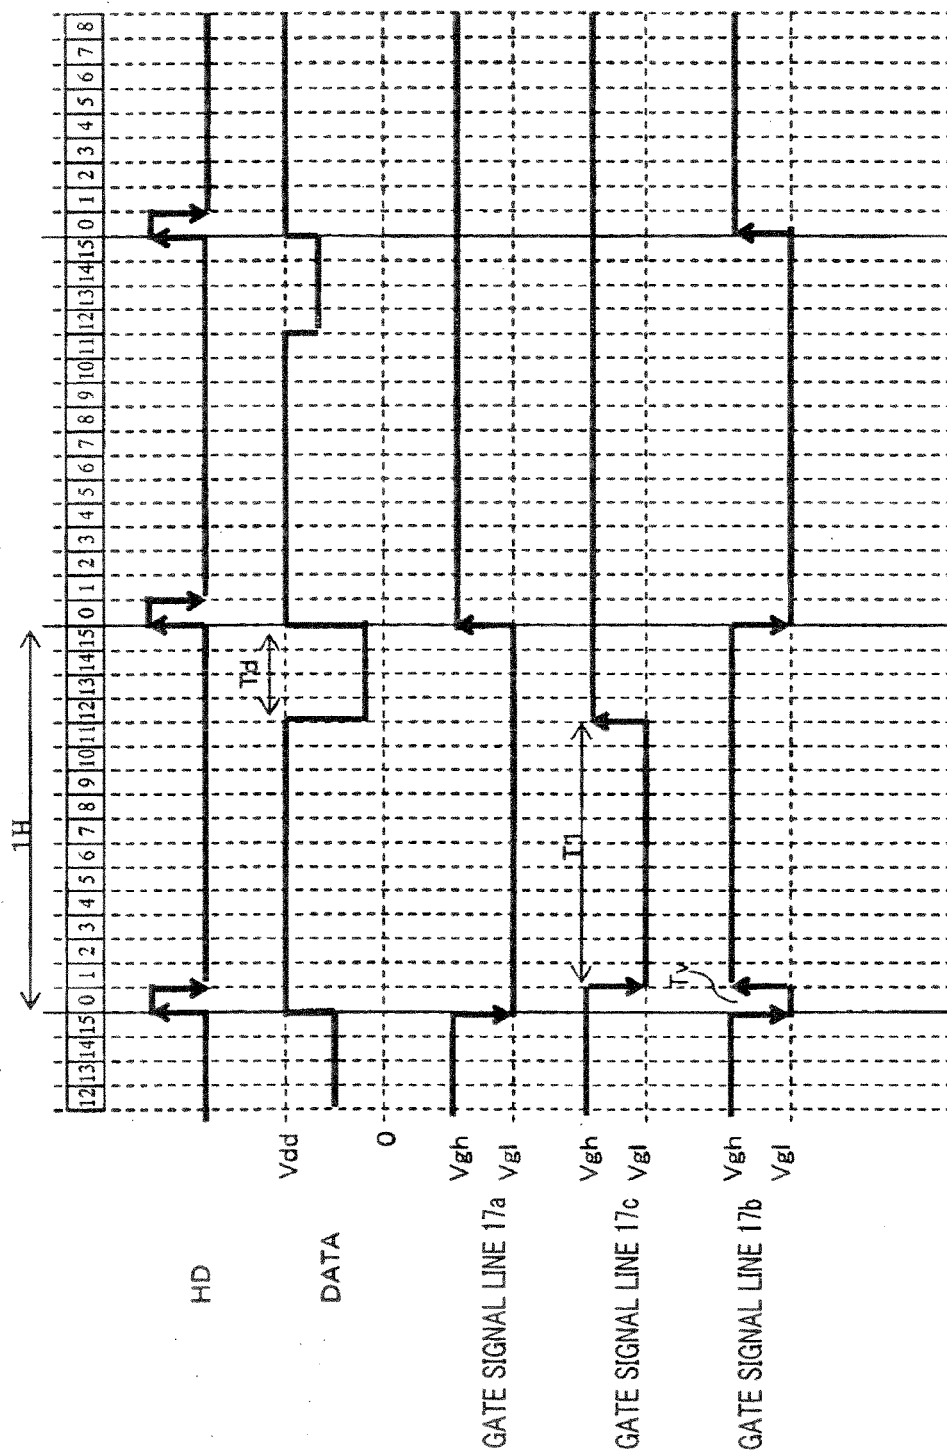 1H
12 13 14 15 0 1 2 3 4 5 6 7 8 9 10 11 12 13 14 15 0 1 2 3 4 5 6 7 8 9 10 11 12 13 14 15 0 1 2 3 4 5 6 7 8
HD
Vdd
Td
DATA
0
Vgh
Vgl
GATE SIGNAL LINE 17a
Vgh
Vgl
GATE SIGNAL LINE 17c
Tv
Vgh
Vgl
GATE SIGNAL LINE 17b